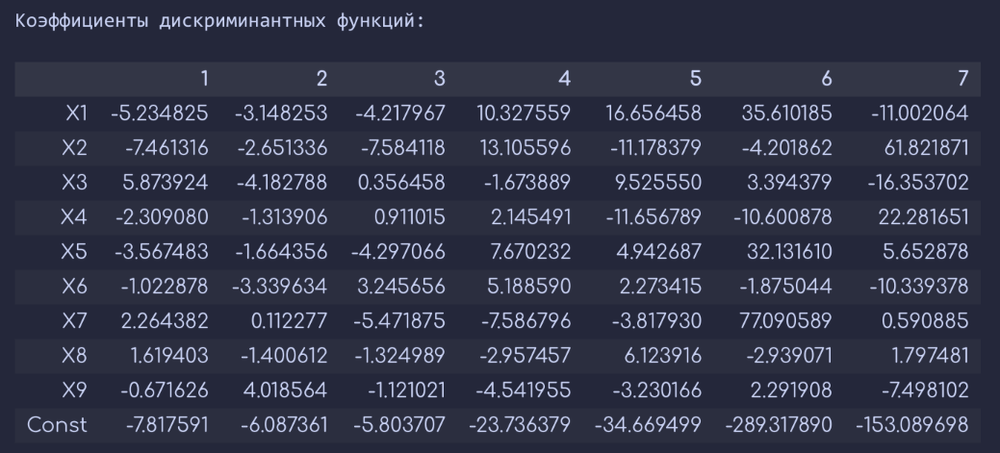 Коэффициенты дискриминантных функций:
1 2 3 4 5 6 7
X1 -5.234825 -3.148253 -4.217967 10.327559 16.656458 35.610185 -11.002064
X2 -7.461316 -2.651336 -7.584118 13.105596 -11.178379 -4.201862 61.821871
X3 5.873924 -4.182788 0.356458 -1.673889 9.525550 3.394379 -16.353702
X4 -2.309080 -1.313906 0.911015 2.145491 -11.656789 -10.600878 22.281651
X5 -3.567483 -1.664356 -4.297066 7.670232 4.942687 32.131610 5.652878
X6 -1.022878 -3.339634 3.245656 5.188590 2.273415 -1.875044 -10.339378
X7 2.264382 0.112277 -5.471875 -7.586796 -3.817930 77.090589 0.590885
X8 1.619403 -1.400612 -1.324989 -2.957457 6.123916 -2.939071 1.797481
X9 -0.671626 4.018564 -1.121021 -4.541955 -3.230166 2.291908 -7.498102
Const -7.817591 -6.087361 -5.803707 -23.736379 -34.669499 -289.317890 -153.089698